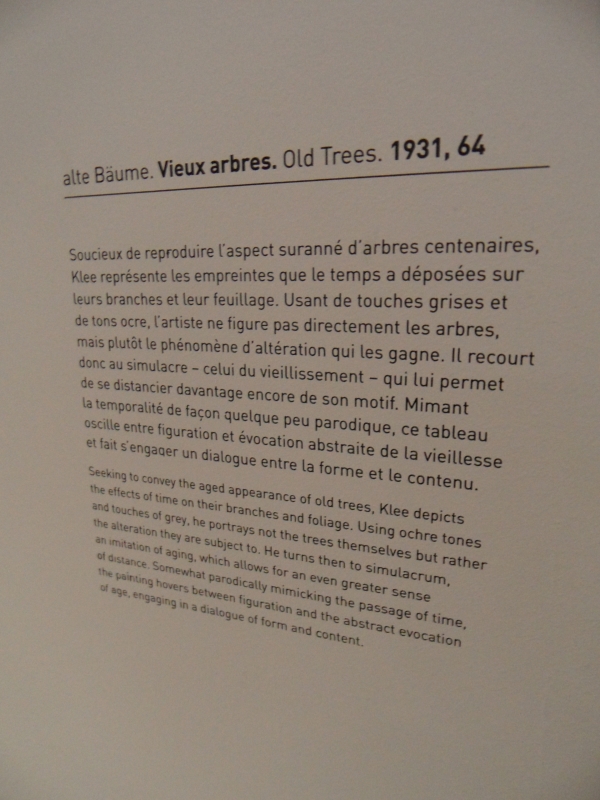 alte Bäume. Vieux arbres. Old Trees. 1931, 64
Soucieux de reproduire l'aspect suranné d'arbres centenaires,
Klee représente les empreintes que le temps a déposées sur
leurs branches et leur feuillage. Usant de touches grises et
de tons ocre, l'artiste ne figure pas directement les arbres,
mais plutôt le phénomène d'altération qui les gagne. Il recourt
donc au simulacre – celui du vieillissement – qui lui permet
de se distancier davantage encore de son motif. Mimant
la temporalité de façon quelque peu parodique, ce tableau
oscille entre figuration et évocation abstraite de la vieillesse
et fait s'engager un dialogue entre la forme et le contenu.
Seeking to convey the aged appearance of old trees, Klee depicts
the effects of time on their branches and foliage. Using ochre tones
and touches of grey, he portrays not the trees themselves but rather
the alteration they are subject to. He turns then to simulacrum,
an imitation of aging, which allows for an even greater sense
of distance. Somewhat parodically mimicking the passage of time,
the painting hovers between figuration and the abstract evocation
of age, engaging in a dialogue of form and content.